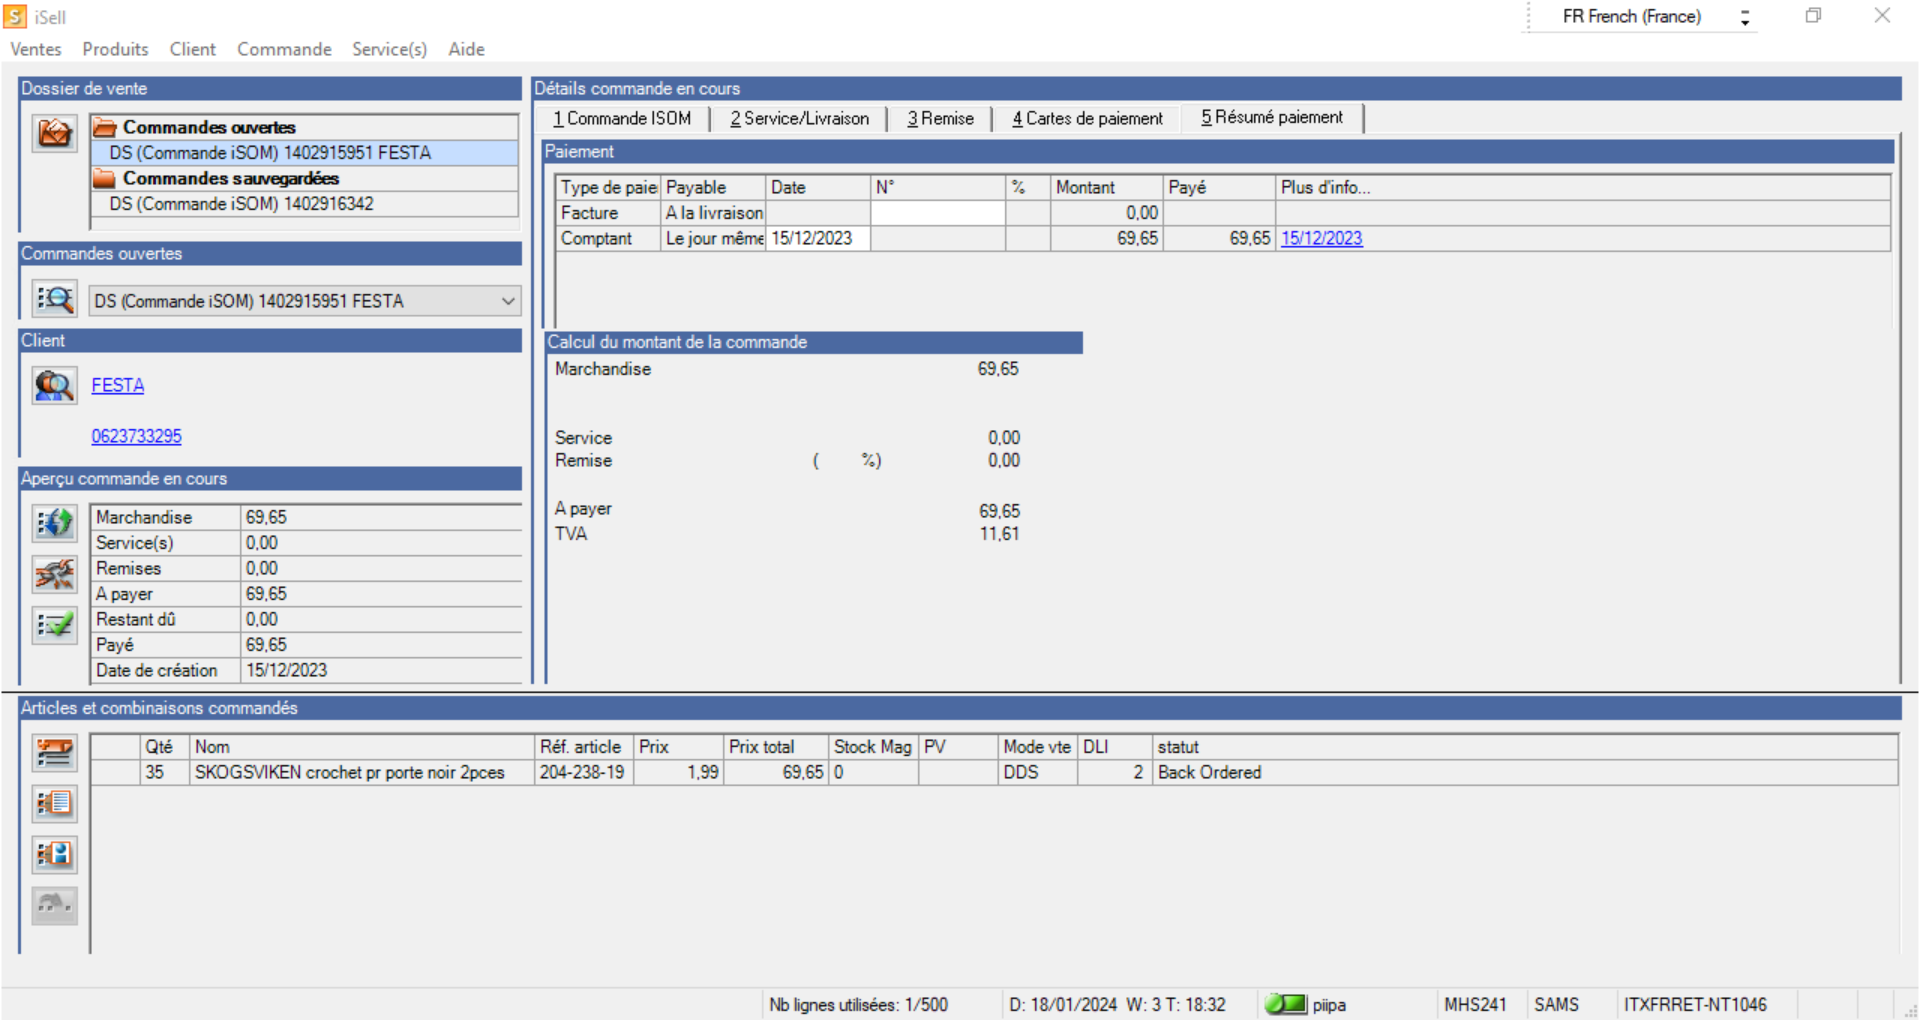 S iSell
FR French (France)
Ventes Produits Client Commande Service(s) Aide
Dossier de vente
Commandes ouvertes
DS (Commande iSOM) 1402915951 FESTA
Commandes sauvegardées
DS (Commande iSOM) 1402916342
Commandes ouvertes
DS (Commande iSOM) 1402915951 FESTA
Client
FESTA
0623733295
Aperçu commande en cours
Marchandise 69,65
Service(s) 0,00
Remises 0,00
A payer 69,65
Restant dû 0,00
Payé 69,65
Date de création 15/12/2023
Détails commande en cours
1 Commande ISOM 2 Service/Livraison 3 Remise 4 Cartes de paiement 5 Résumé paiement
Paiement
Type de paie Payable Date N° % Montant Payé Plus d'info...
Facture A la livraison 0,00
Comptant Le jour même 15/12/2023 69,65 69,65 15/12/2023
Calcul du montant de la commande
Marchandise 69,65
Service 0,00
Remise ( %) 0,00
A payer 69,65
TVA 11,61
Articles et combinaisons commandés
Qté Nom Réf. article Prix Prix total Stock Mag PV Mode vte DLI statut
35 SKOGSVIKEN crochet pr porte noir 2pces 204-238-19 1,99 69,65 0 DDS 2 Back Ordered
Nb lignes utilisées: 1/500 D: 18/01/2024 W: 3 T: 18:32 piipa MHS241 SAMS ITXFRRET-NT1046